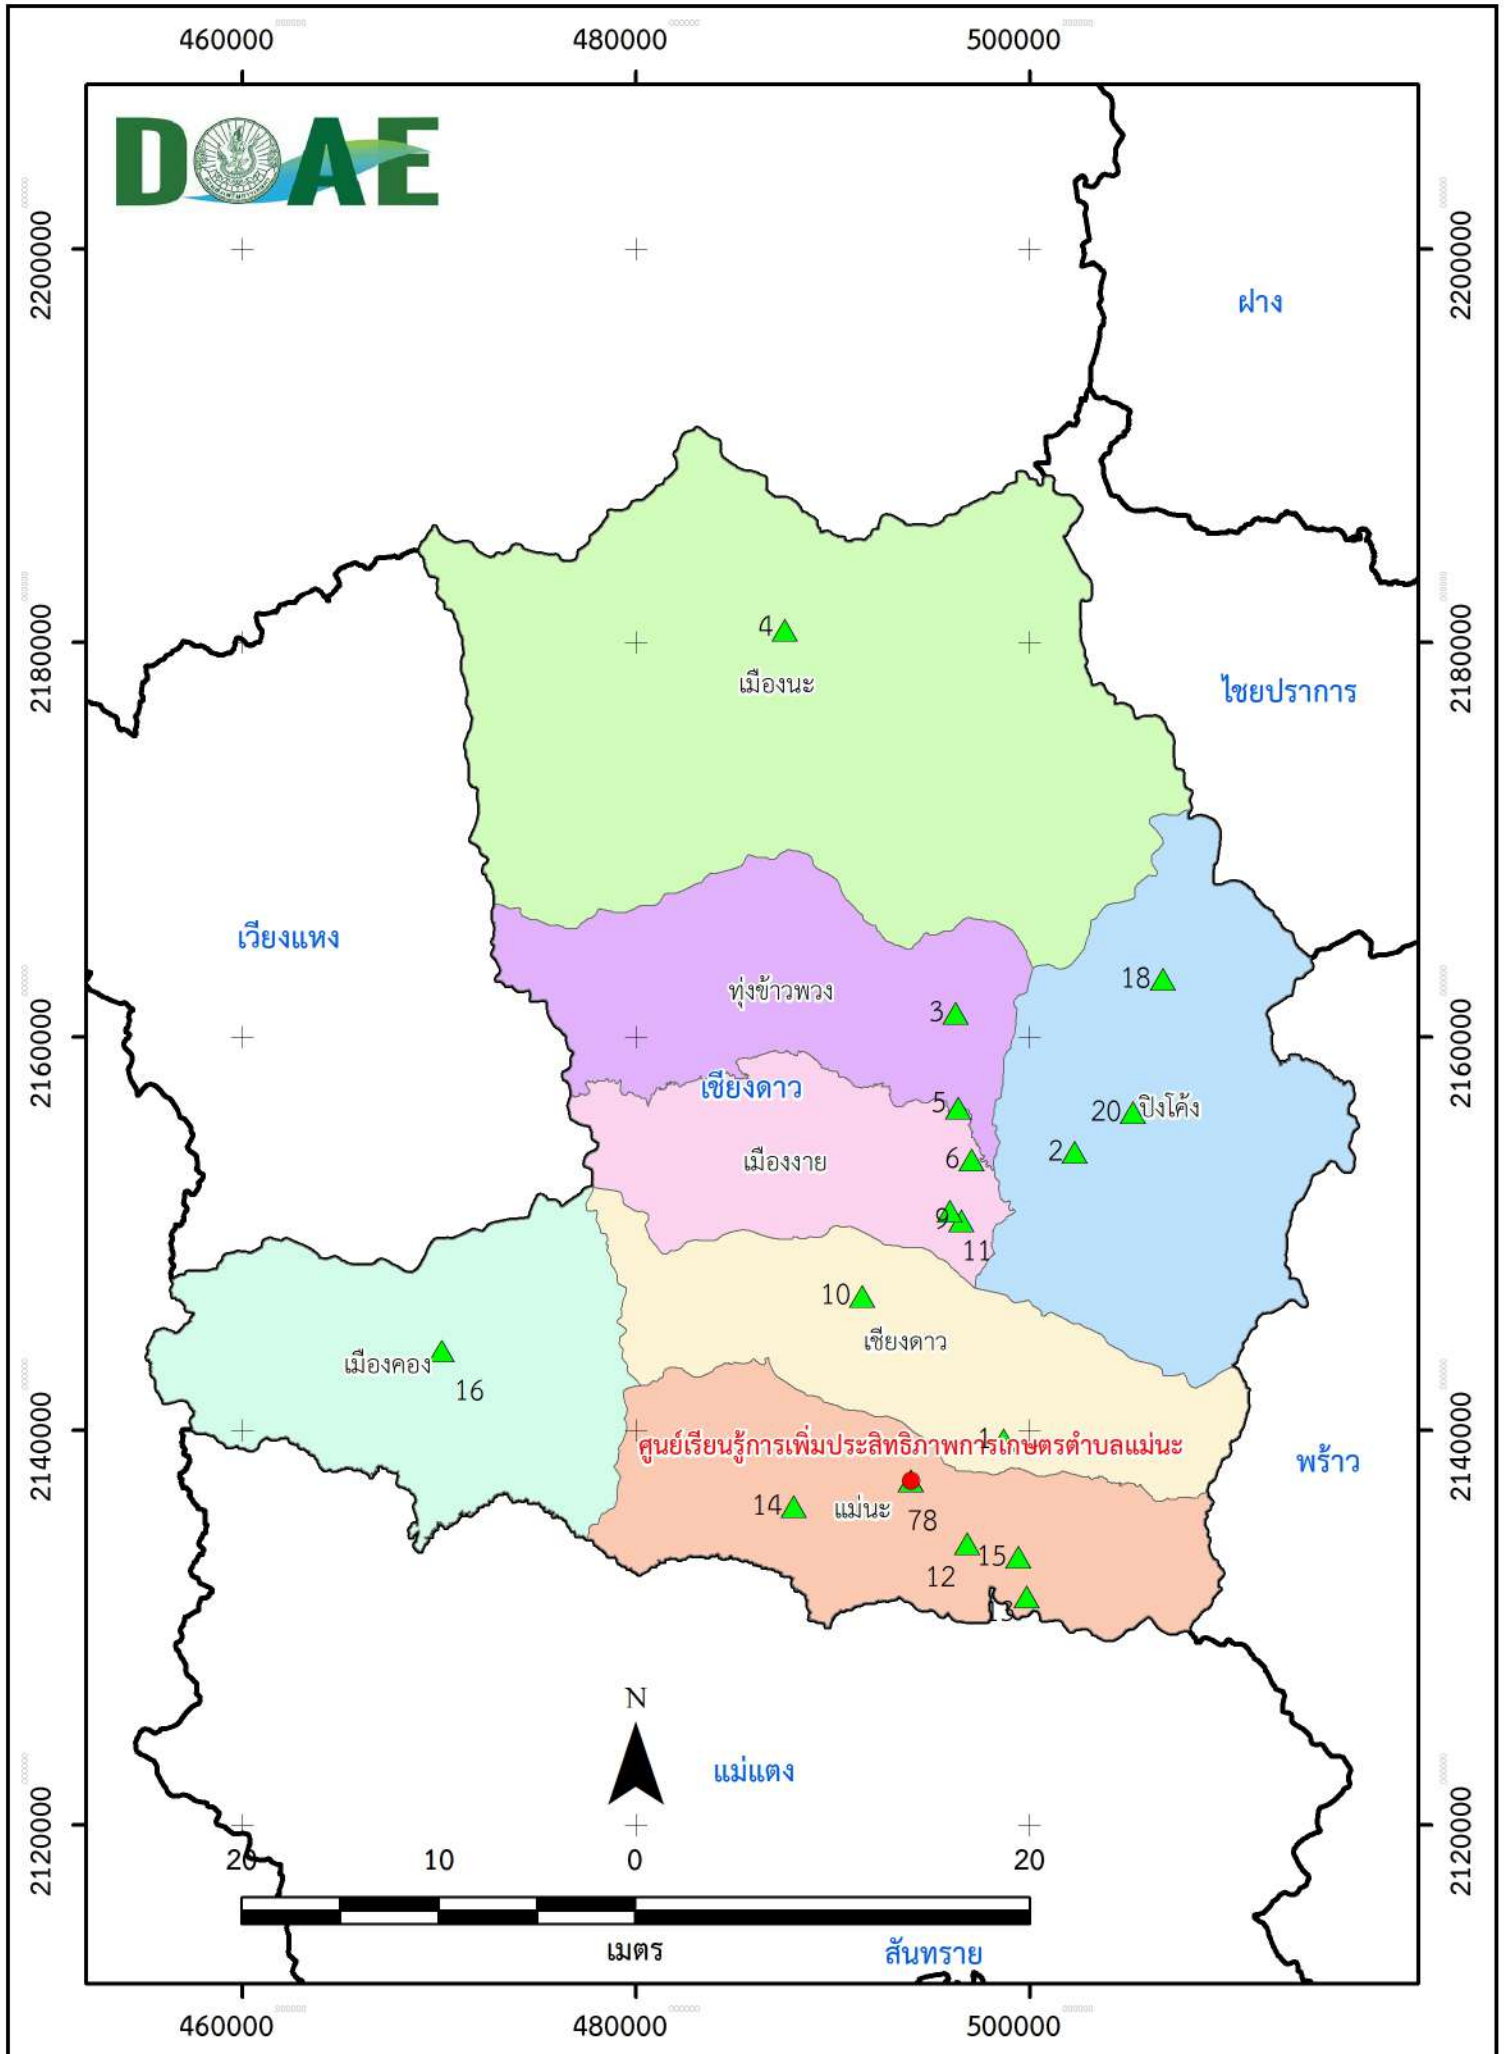 460000 480000 500000
DOAE
2200000 2200000
ฝาง
4
2180000 2180000
เมืองนะ
ไชยปราการ
เวียงแหง
18
ทุ่งข้าวพวง
3
2160000 2160000
เชียงดาว
5
20 ปิงโค้ง
2
เมืองงาย
6
9
11
10
เชียงดาว
เมืองคอง
16
2140000 2140000
1
ศูนย์เรียนรู้การเพิ่มประสิทธิภาพการเกษตรตำบลแม่นะ
พร้าว
14
แม่นะ
78
12
15
13
N
แม่แตง
2120000 2120000
20 10 0 20
เมตร
สันทราย
460000 480000 500000